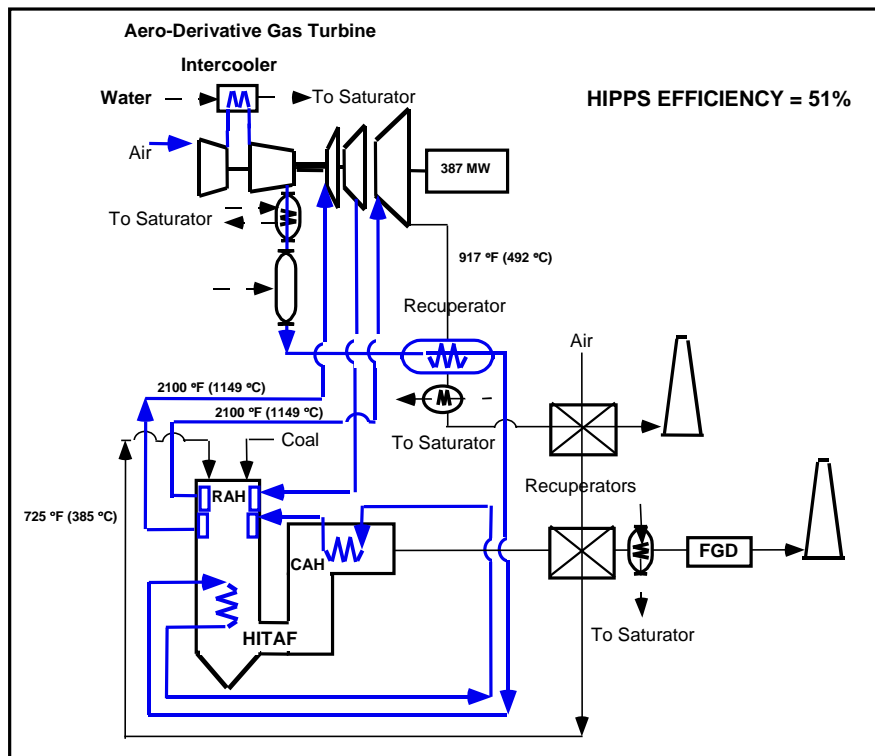 Aero-Derivative Gas Turbine
Intercooler
Water
To Saturator
HIPPS EFFICIENCY = 51%
Air
387 MW
To Saturator
917 ºF (492 ºC)
Recuperator
Air
2100 ºF (1149 ºC)
2100 ºF (1149 ºC)
To Saturator
Coal
Recuperators
RAH
725 ºF (385 ºC)
CAH
FGD
HITAF
To Saturator